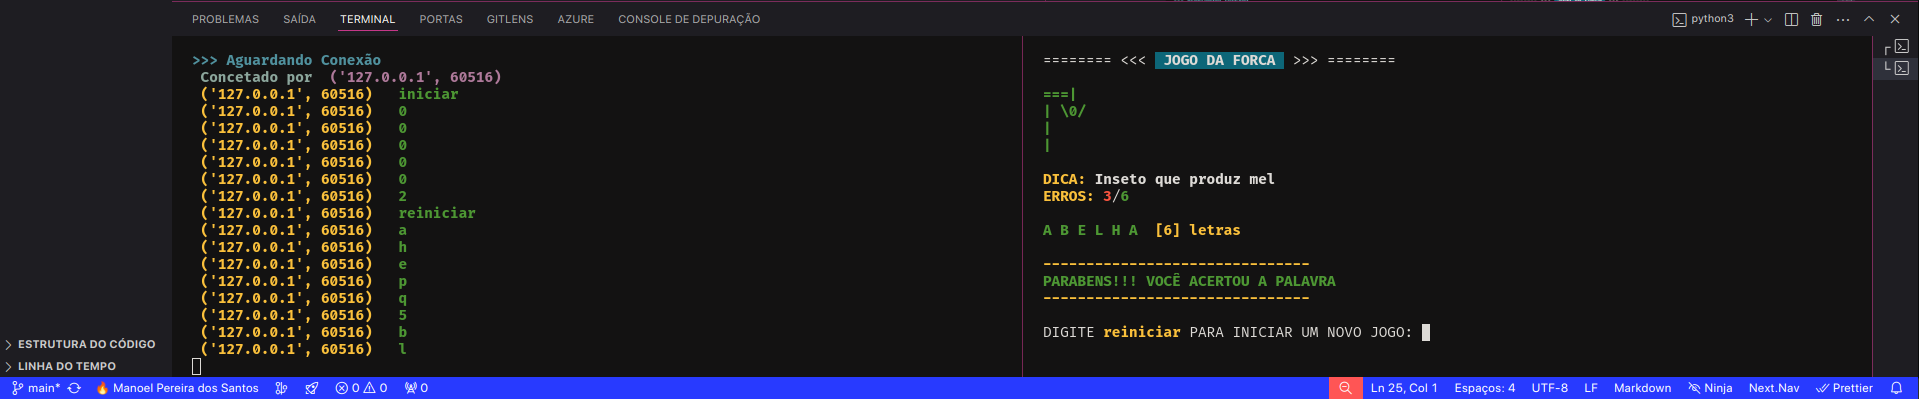 PROBLEMAS SAÍDA TERMINAL PORTAS GITLENS AZURE CONSOLE DE DEPURAÇÃO python3
>>> Aguardando Conexão
Concetado por ('127.0.0.1', 60516)
('127.0.0.1', 60516) iniciar
('127.0.0.1', 60516) 0
('127.0.0.1', 60516) 0
('127.0.0.1', 60516) 0
('127.0.0.1', 60516) 0
('127.0.0.1', 60516) 0
('127.0.0.1', 60516) 2
('127.0.0.1', 60516) reiniciar
('127.0.0.1', 60516) a
('127.0.0.1', 60516) h
('127.0.0.1', 60516) e
('127.0.0.1', 60516) p
('127.0.0.1', 60516) q
('127.0.0.1', 60516) 5
('127.0.0.1', 60516) b
('127.0.0.1', 60516) l
======== <<< JOGO DA FORCA >>> ========
===|
| \0/
|
|
DICA: Inseto que produz mel
ERROS: 3/6
A B E L H A [6] letras
-------------------------------
PARABENS!!! VOCÊ ACERTOU A PALAVRA
-------------------------------
DIGITE reiniciar PARA INICIAR UM NOVO JOGO:
ESTRUTURA DO CÓDIGO
LINHA DO TEMPO
main* Manoel Pereira dos Santos 0 0 0 Ln 25, Col 1 Espaços: 4 UTF-8 LF Markdown Ninja Next.Nav Prettier